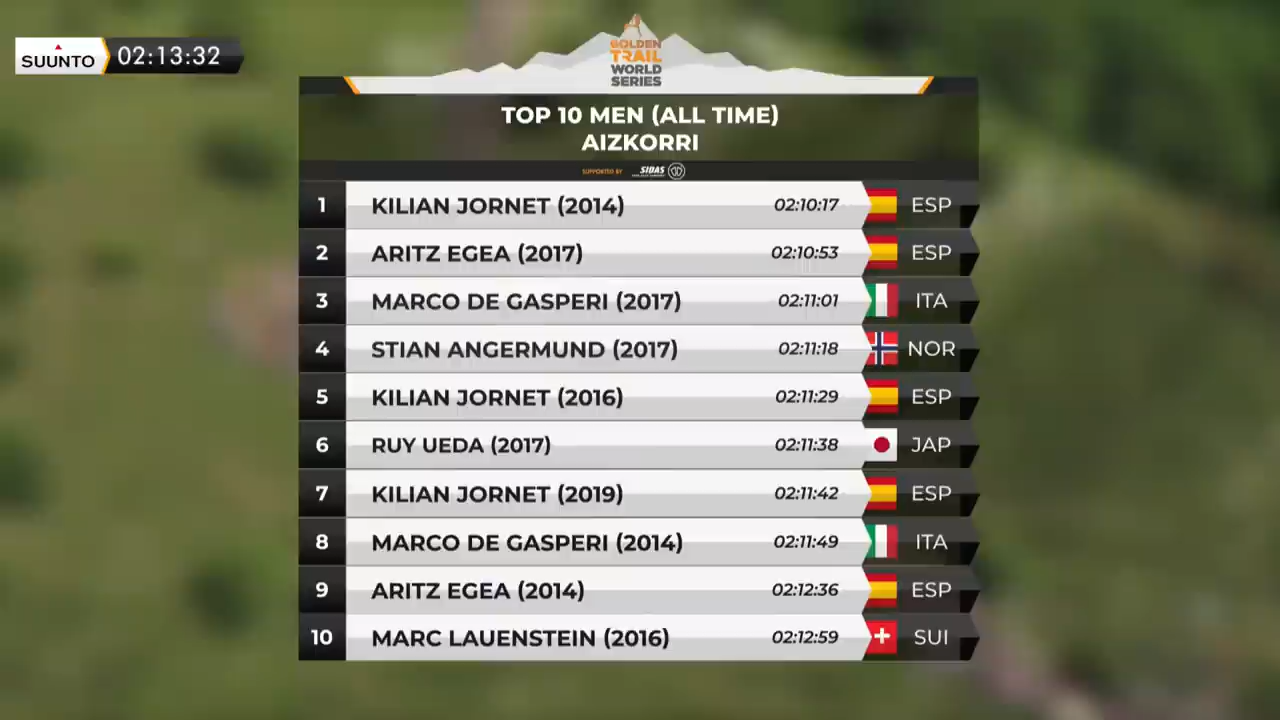 SUUNTO 02:13:32
GOLDEN
TRAIL
WORLD
SERIES
TOP 10 MEN (ALL TIME)
AIZKORRI
SUPPORTED BY SIDAS
1 KILIAN JORNET (2014) 02:10:17 ESP
2 ARITZ EGEA (2017) 02:10:53 ESP
3 MARCO DE GASPERI (2017) 02:11:01 ITA
4 STIAN ANGERMUND (2017) 02:11:18 NOR
5 KILIAN JORNET (2016) 02:11:29 ESP
6 RUY UEDA (2017) 02:11:38 JAP
7 KILIAN JORNET (2019) 02:11:42 ESP
8 MARCO DE GASPERI (2014) 02:11:49 ITA
9 ARITZ EGEA (2014) 02:12:36 ESP
10 MARC LAUENSTEIN (2016) 02:12:59 SUI